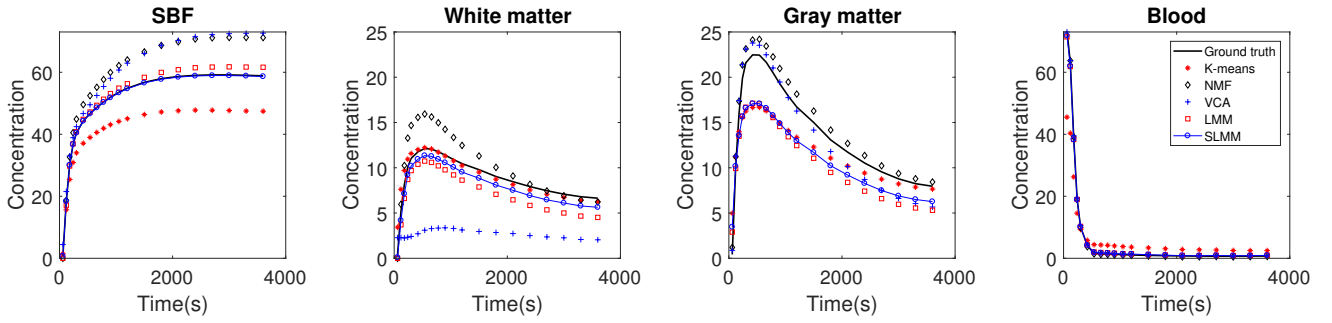 SBF
Concentration
60
40
20
0
0
2000
4000
Time(s)
White matter
Concentration
25
20
15
10
5
0
0
2000
4000
Time(s)
Gray matter
Concentration
25
20
15
10
5
0
0
2000
4000
Time(s)
Blood
Concentration
60
40
20
0
0
2000
4000
Time(s)
Ground truth
K-means
NMF
VCA
LMM
SLMM